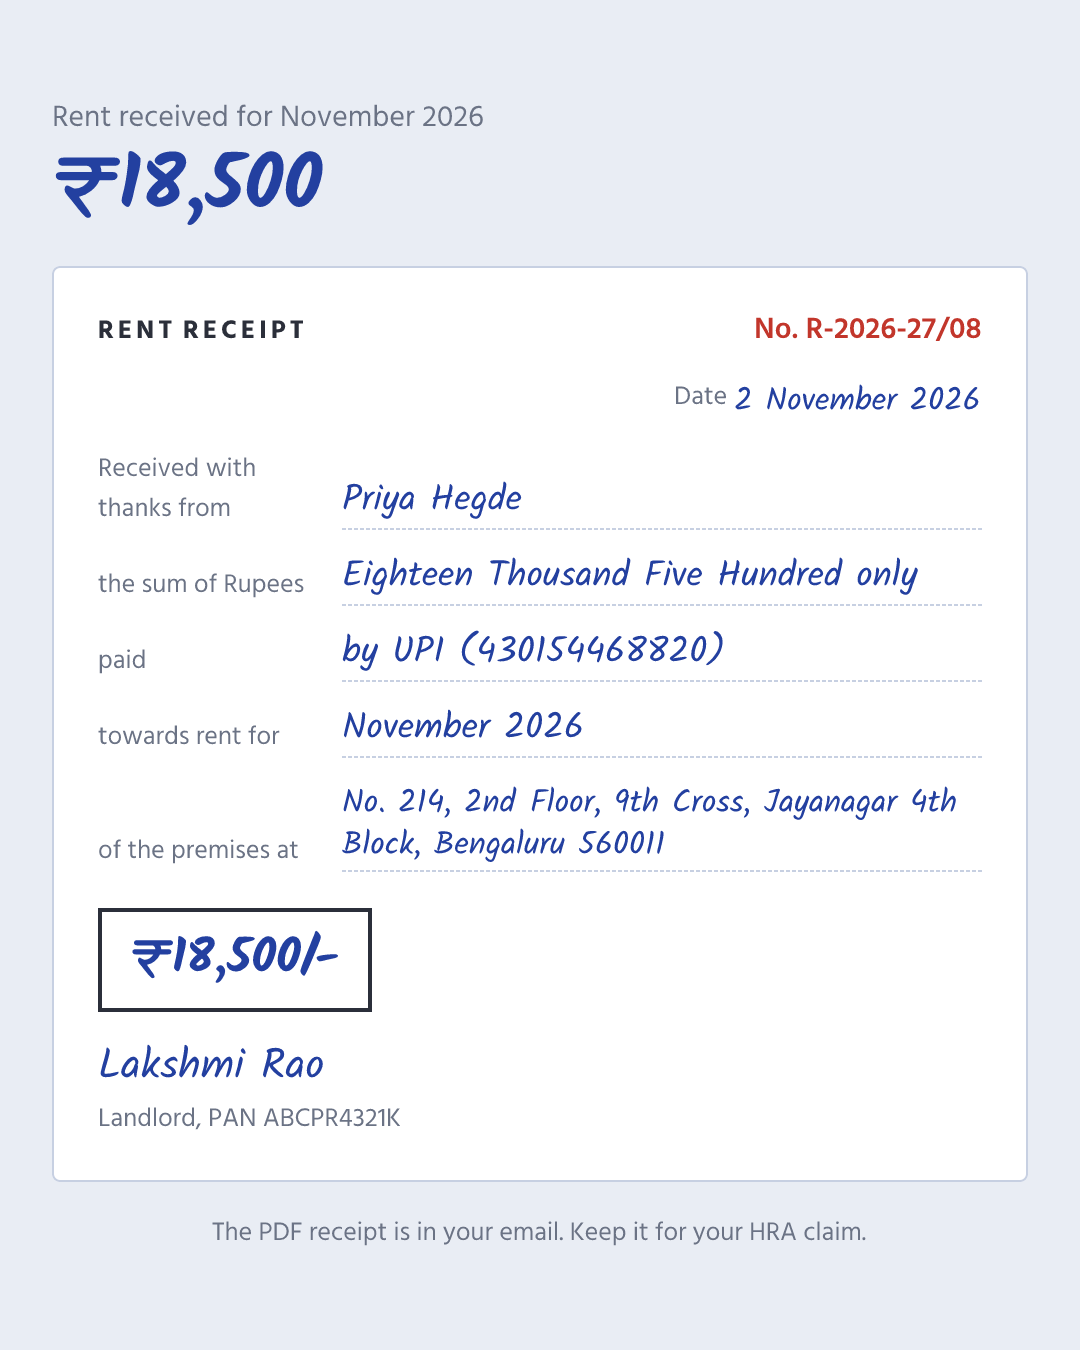 Rent received for November 2026
₹18,500
RENT RECEIPT
No. R-2026-27/08
Date 2 November 2026
Received with
thanks from Priya Hegde
the sum of Rupees Eighteen Thousand Five Hundred only
paid by UPI (430154468820)
towards rent for November 2026
No. 214, 2nd Floor, 9th Cross, Jayanagar 4th
of the premises at Block, Bengaluru 560011
₹18,500/-
Lakshmi Rao
Landlord, PAN ABCPR4321K
The PDF receipt is in your email. Keep it for your HRA claim.